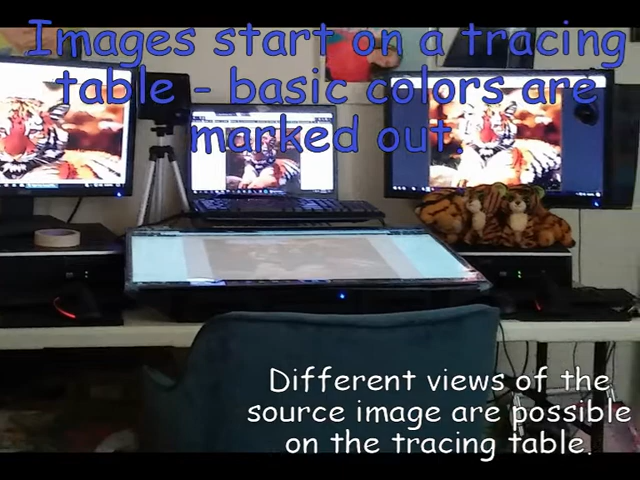 Images start on a tracing
table - basic colors are
marked out.
Different views of the
source image are possible
on the tracing table.